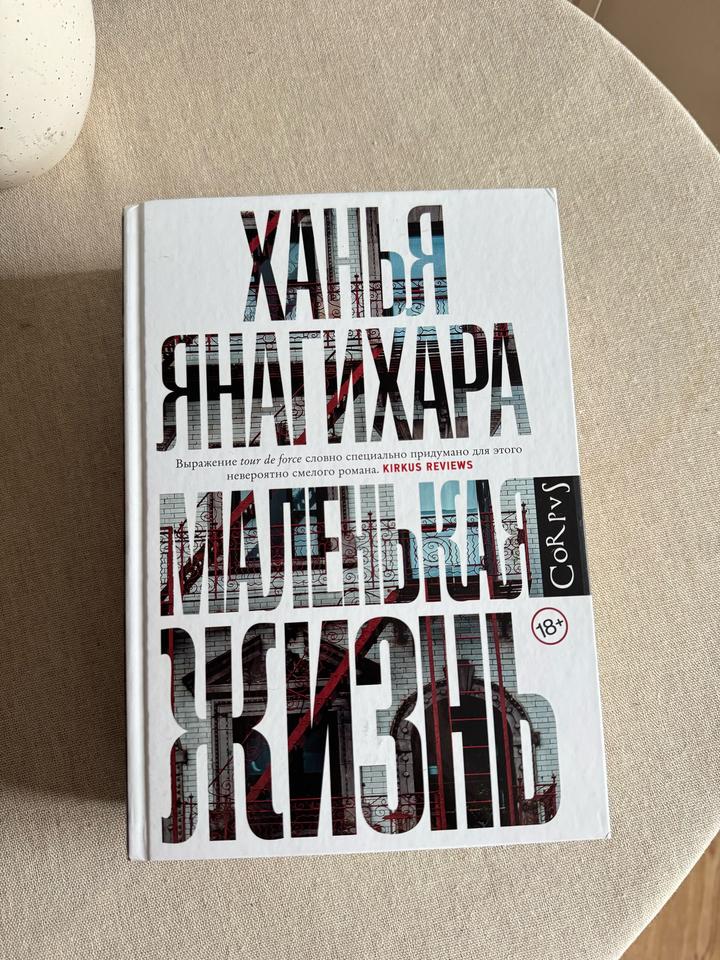 ХАНЬЯ
ЯНАГИХАРА
Выражение tour de force словно специально придумано для этого
невероятно смелого романа. KIRKUS REVIEWS
МАЛЕНЬКАЯ
CORPVS
18+
ЖИЗНЬ